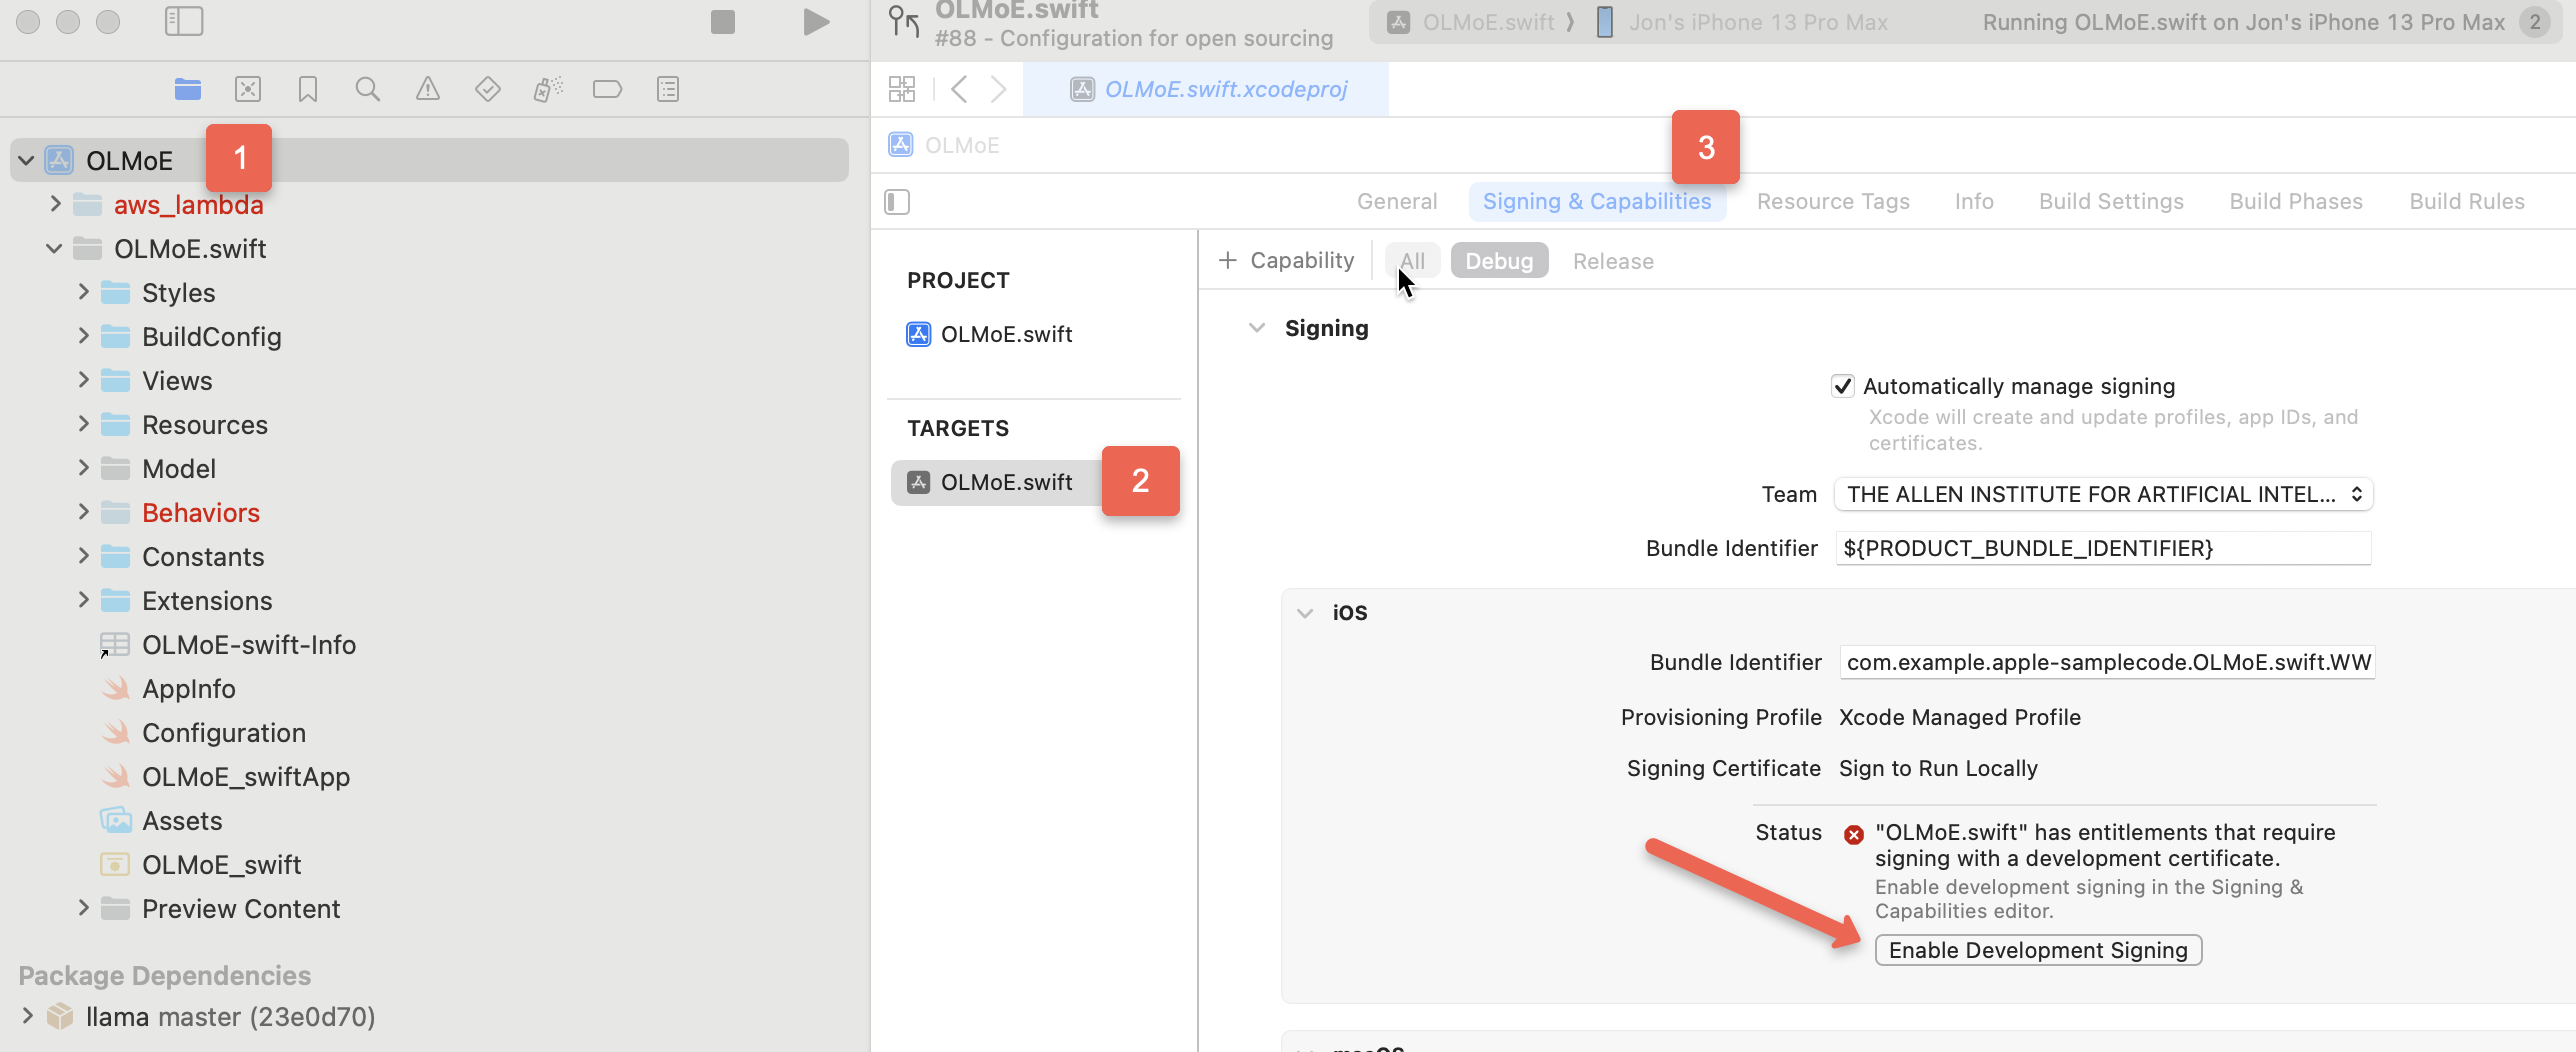 OLMoE.swift
#88 - Configuration for open sourcing
OLMoE.swift
Jon's iPhone 13 Pro Max
Running OLMoE.swift on Jon's iPhone 13 Pro Max
2
OLMoE.swift.xcodeproj
OLMoE
1
aws_lambda
OLMoE.swift
Styles
BuildConfig
Views
Resources
Model
Behaviors
Constants
Extensions
OLMoE-swift-Info
AppInfo
Configuration
OLMoE_swiftApp
Assets
OLMoE_swift
Preview Content
Package Dependencies
llama master (23e0d70)
OLMoE
3
General
Signing & Capabilities
Resource Tags
Info
Build Settings
Build Phases
Build Rules
PROJECT
OLMoE.swift
TARGETS
OLMoE.swift
2
+ Capability
All
Debug
Release
Signing
Automatically manage signing
Xcode will create and update profiles, app IDs, and
certificates.
Team THE ALLEN INSTITUTE FOR ARTIFICIAL INTEL...
Bundle Identifier ${PRODUCT_BUNDLE_IDENTIFIER}
iOS
Bundle Identifier com.example.apple-samplecode.OLMoE.swift.WW
Provisioning Profile Xcode Managed Profile
Signing Certificate Sign to Run Locally
Status "OLMoE.swift" has entitlements that require
signing with a development certificate.
Enable development signing in the Signing &
Capabilities editor.
Enable Development Signing
macOS